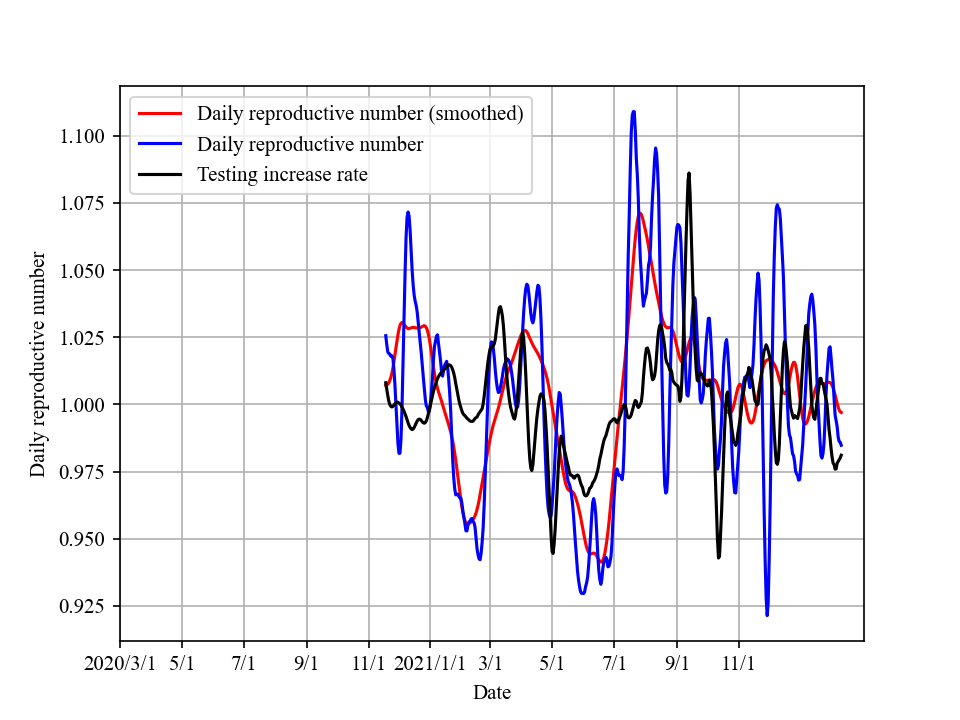 Daily reproductive number (smoothed)
Daily reproductive number
Testing increase rate
Daily reproductive number
1.100
1.075
1.050
1.025
1.000
0.975
0.950
0.925
2020/3/1 5/1 7/1 9/1 11/1 2021/1/1 3/1 5/1 7/1 9/1 11/1
Date